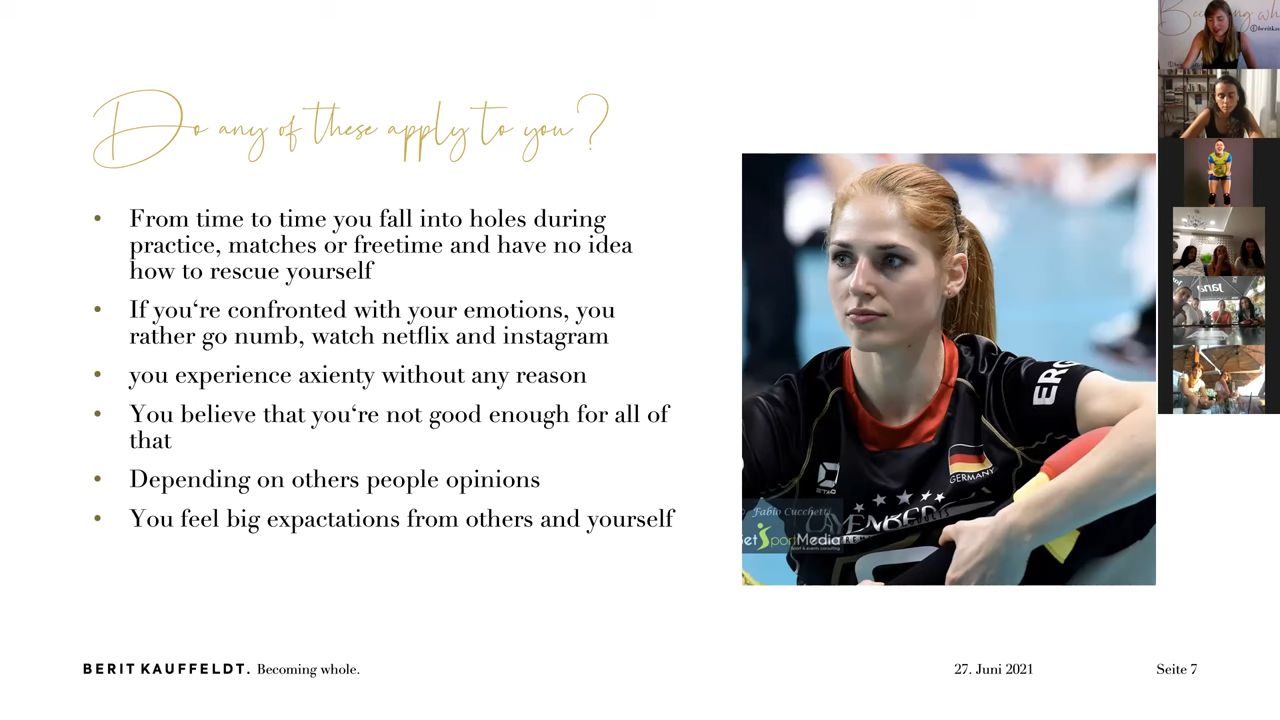 Do any of these apply to you?
• From time to time you fall into holes during
practice, matches or freetime and have no idea
how to rescue yourself
• If you‘re confronted with your emotions, you
rather go numb, watch netflix and instagram
• you experience axienty without any reason
• You believe that you‘re not good enough for all of
that
• Depending on others people opinions
• You feel big expactations from others and yourself
ERG
GERMANY
Fabio Cucchetti
etSportMedia
BERIT KAUFFELDT. Becoming whole.
27. Juni 2021
Seite 7